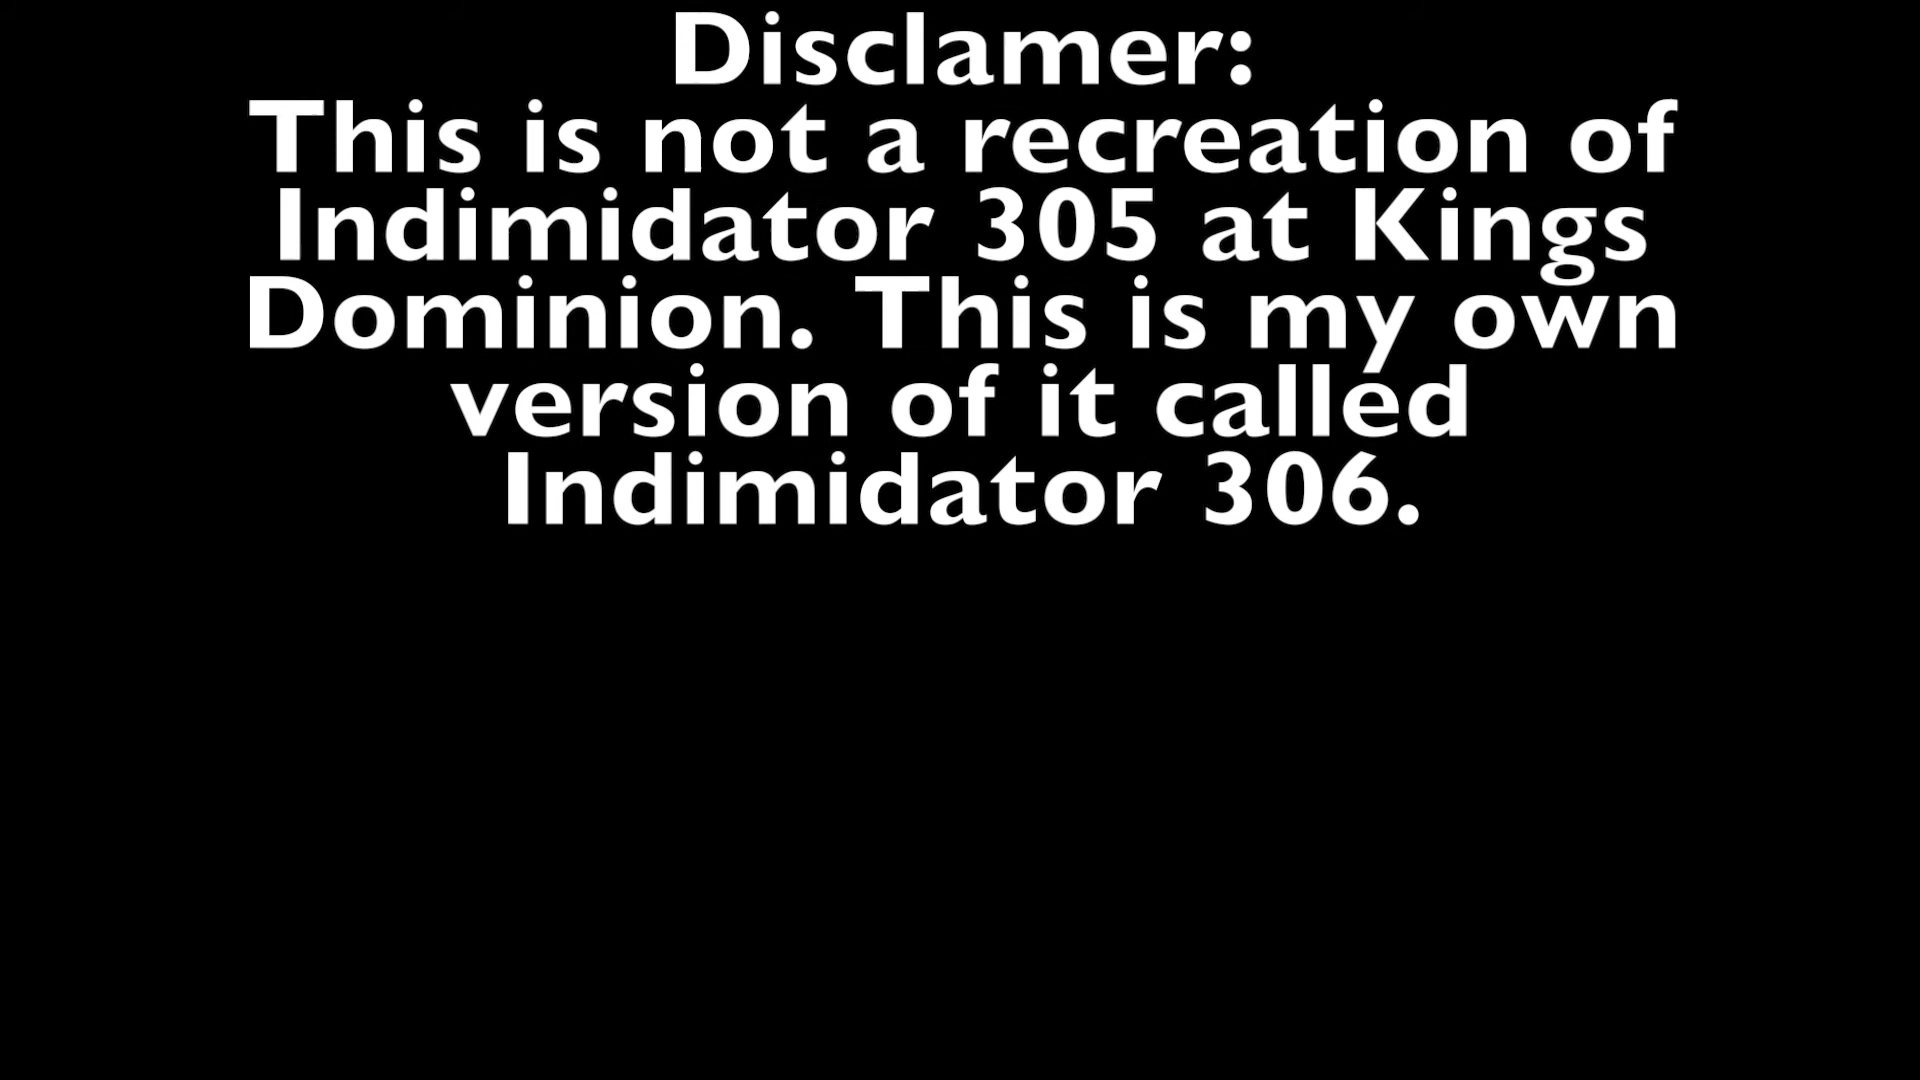 Disclamer:
This is not a recreation of
Indimidator 305 at Kings
Dominion. This is my own
version of it called
Indimidator 306.